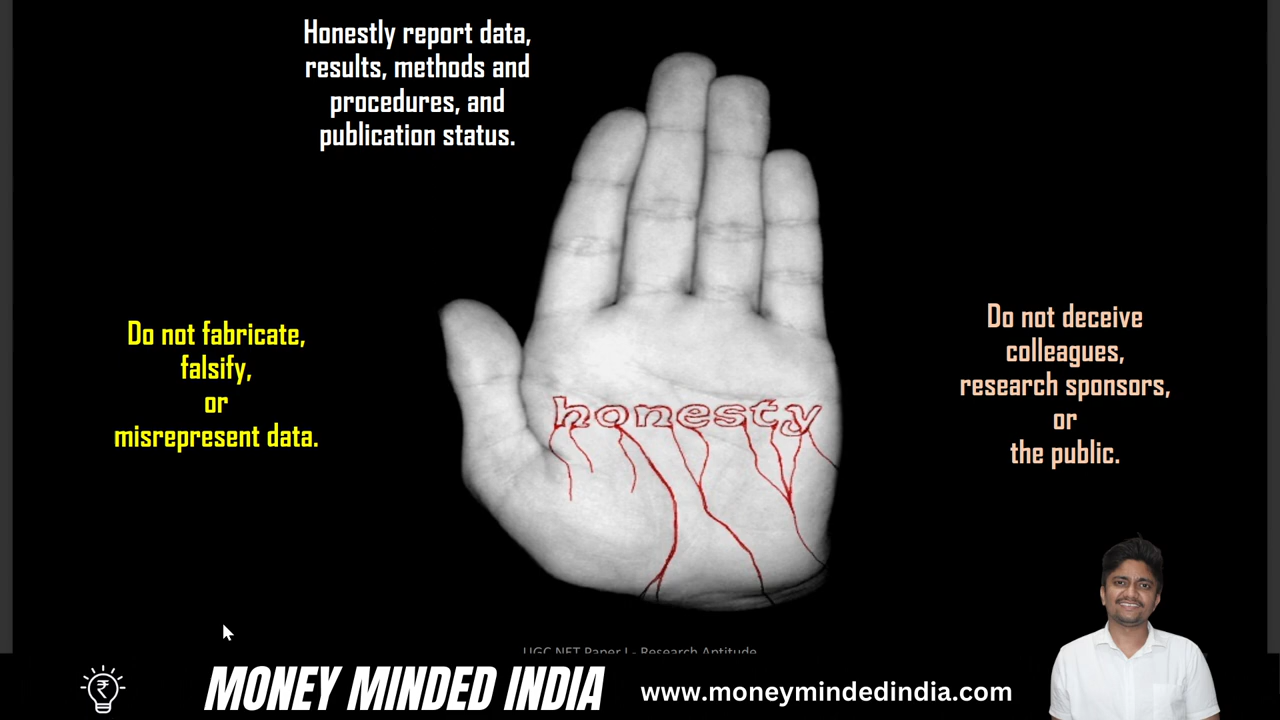 Honestly report data,
results, methods and
procedures, and
publication status.
Do not fabricate,
falsify,
or
misrepresent data.
Do not deceive
colleagues,
research sponsors,
or
the public.
honesty
UGC NET Paper I - Research Aptitude
MONEY MINDED INDIA
www.moneymindedindia.com